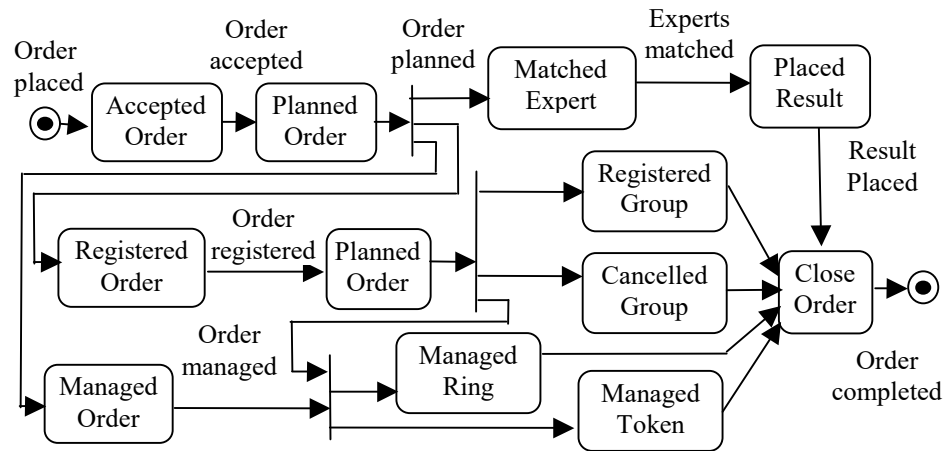 Order
placed
Order
accepted
Order
planned
Experts
matched
Accepted
Order
Planned
Order
Matched
Expert
Placed
Result
Result
Placed
Registered
Order
Order
registered
Planned
Order
Registered
Group
Cancelled
Group
Close
Order
Order
managed
Managed
Order
Managed
Ring
Managed
Token
Order
completed